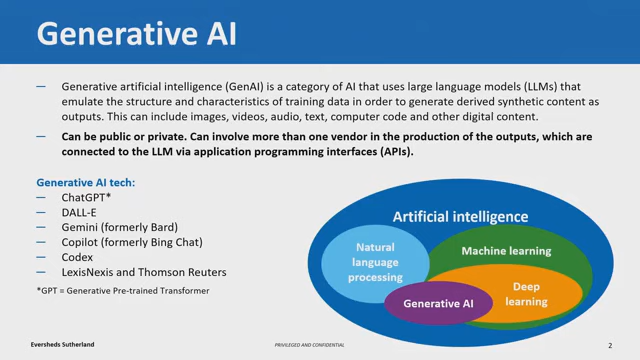 Generative AI
— Generative artificial intelligence (GenAI) is a category of AI that uses large language models (LLMs) that
emulate the structure and characteristics of training data in order to generate derived synthetic content as
outputs. This can include images, videos, audio, text, computer code and other digital content.
— Can be public or private. Can involve more than one vendor in the production of the outputs, which are
connected to the LLM via application programming interfaces (APIs).
Generative AI tech:
— ChatGPT*
— DALL-E
— Gemini (formerly Bard)
— Copilot (formerly Bing Chat)
— Codex
— LexisNexis and Thomson Reuters
*GPT = Generative Pre-trained Transformer
Artificial intelligence
Natural
language
processing
Machine learning
Deep
learning
Generative AI
Eversheds Sutherland
PRIVILEGED AND CONFIDENTIAL
2